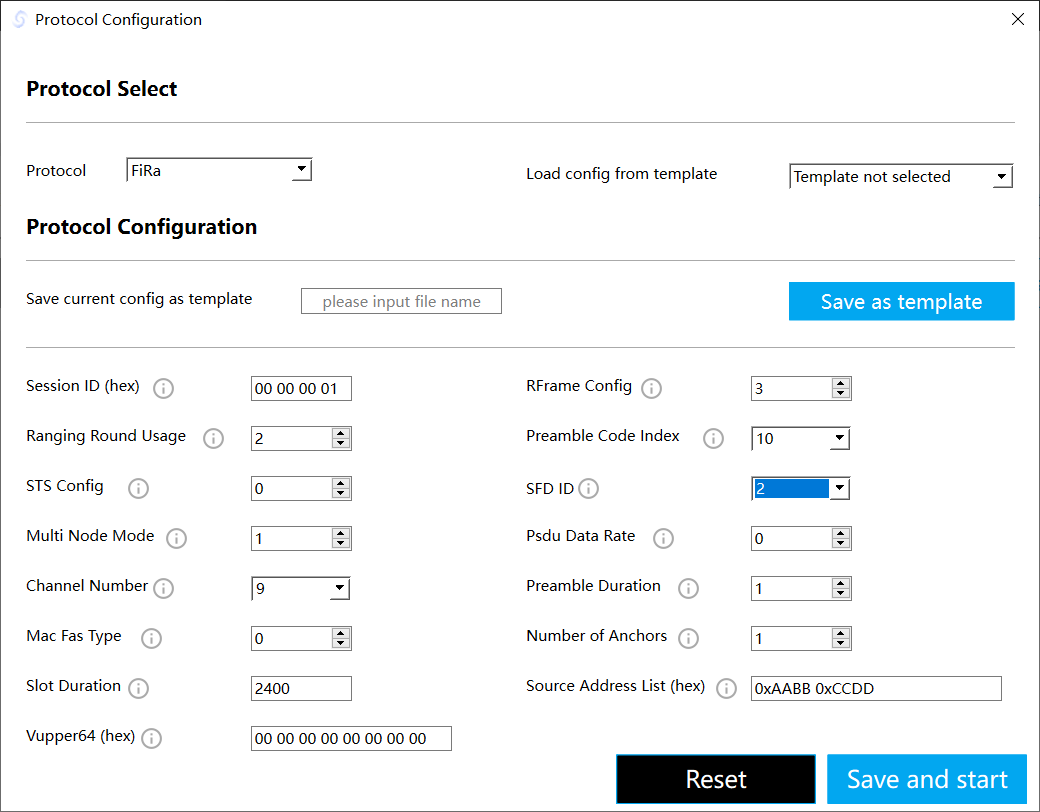 Protocol Configuration
Protocol Select
Protocol FiRa Load config from template Template not selected
Protocol Configuration
Save current config as template please input file name Save as template
Session ID (hex) 00 00 00 01 RFrame Config 3
Ranging Round Usage 2 Preamble Code Index 10
STS Config 0 SFD ID 2
Multi Node Mode 1 Psdu Data Rate 0
Channel Number 9 Preamble Duration 1
Mac Fas Type 0 Number of Anchors 1
Slot Duration 2400 Source Address List (hex) 0xAABB 0xCCDD
Vupper64 (hex) 00 00 00 00 00 00 00 00
Reset Save and start